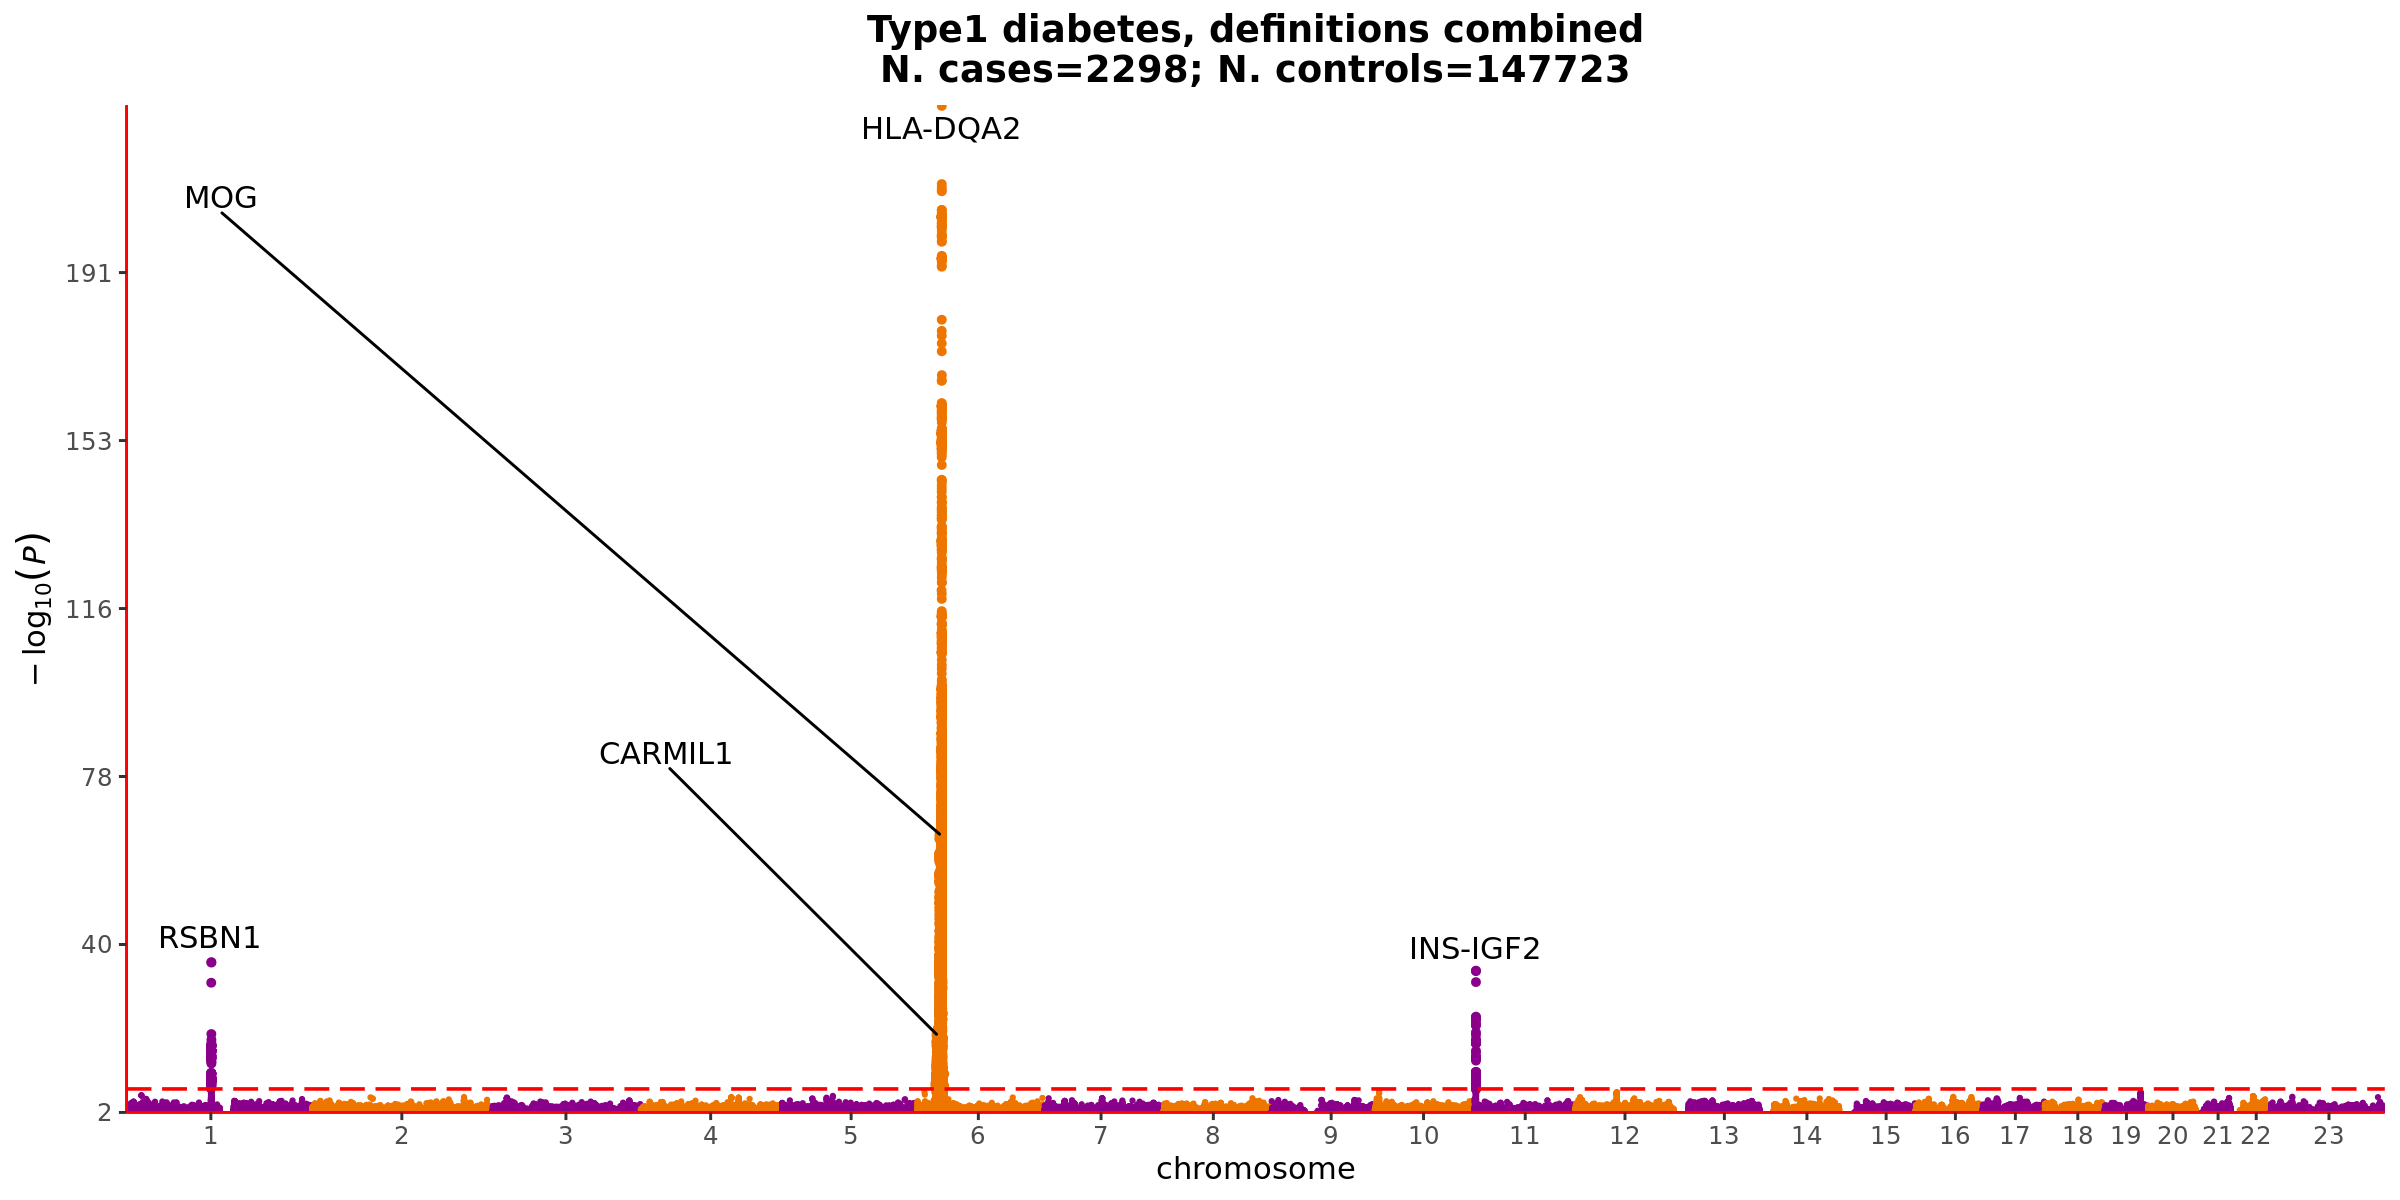 Type1 diabetes, definitions combined
N. cases=2298; N. controls=147723
HLA-DQA2
MOG
191
153
116
CARMIL1
78
RSBN1
INS-IGF2
40
2
−log10(P)
1 2 3 4 5 6 7 8 9 10 11 12 13 14 15 16 17 18 19 20 21 22 23
chromosome